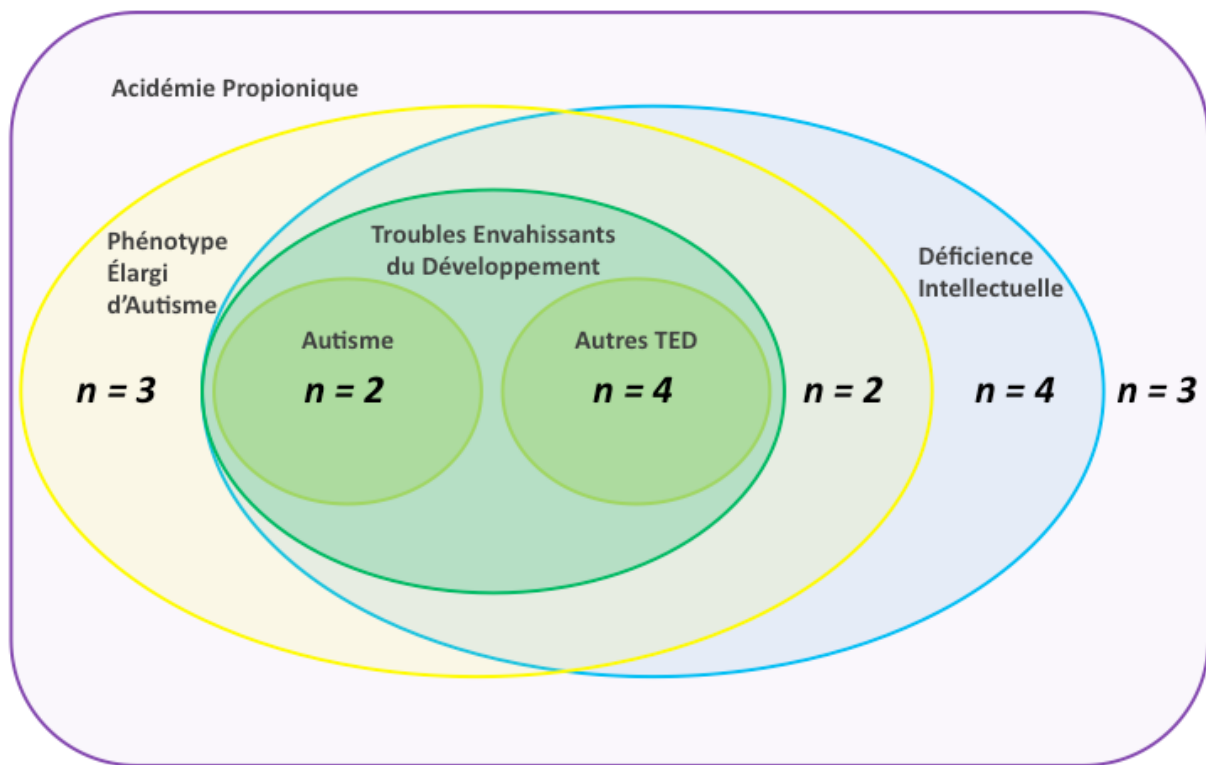 Acidémie Propionique
Phénotype
Élargi
d'Autisme
Troubles Envahissants
du Développement
Déficience
Intellectuelle
Autisme
Autres TED
n = 3
n = 2
n = 4
n = 2
n = 4
n = 3